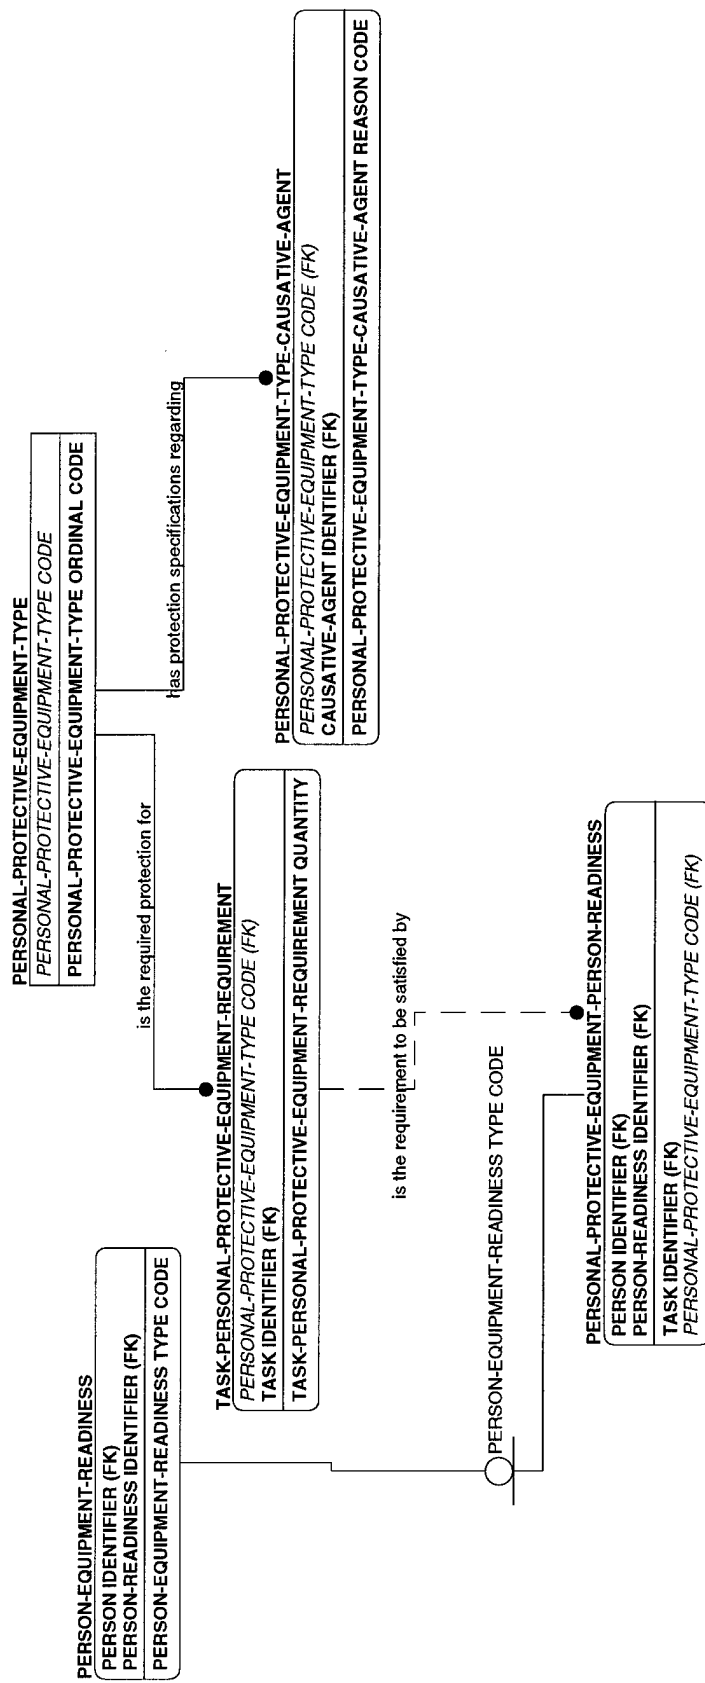 PERSONAL-PROTECTIVE-EQUIPMENT-TYPE
PERSONAL-PROTECTIVE-EQUIPMENT-TYPE CODE
PERSONAL-PROTECTIVE-EQUIPMENT-TYPE ORDINAL CODE
is the required protection for
has protection specifications regarding
PERSON-EQUIPMENT-READINESS
PERSON IDENTIFIER (FK)
PERSON-READINESS IDENTIFIER (FK)
PERSON-EQUIPMENT-READINESS TYPE CODE
TASK-PERSONAL-PROTECTIVE-EQUIPMENT-REQUIREMENT
PERSONAL-PROTECTIVE-EQUIPMENT-TYPE CODE (FK)
TASK IDENTIFIER (FK)
TASK-PERSONAL-PROTECTIVE-EQUIPMENT-REQUIREMENT QUANTITY
PERSONAL-PROTECTIVE-EQUIPMENT-TYPE-CAUSATIVE-AGENT
PERSONAL-PROTECTIVE-EQUIPMENT-TYPE CODE (FK)
CAUSATIVE-AGENT IDENTIFIER (FK)
PERSONAL-PROTECTIVE-EQUIPMENT-TYPE-CAUSATIVE-AGENT REASON CODE
is the requirement to be satisfied by
PERSON-EQUIPMENT-READINESS TYPE CODE
PERSONAL-PROTECTIVE-EQUIPMENT-PERSON-READINESS
PERSON IDENTIFIER (FK)
PERSON-READINESS IDENTIFIER (FK)
TASK IDENTIFIER (FK)
PERSONAL-PROTECTIVE-EQUIPMENT-TYPE CODE (FK)